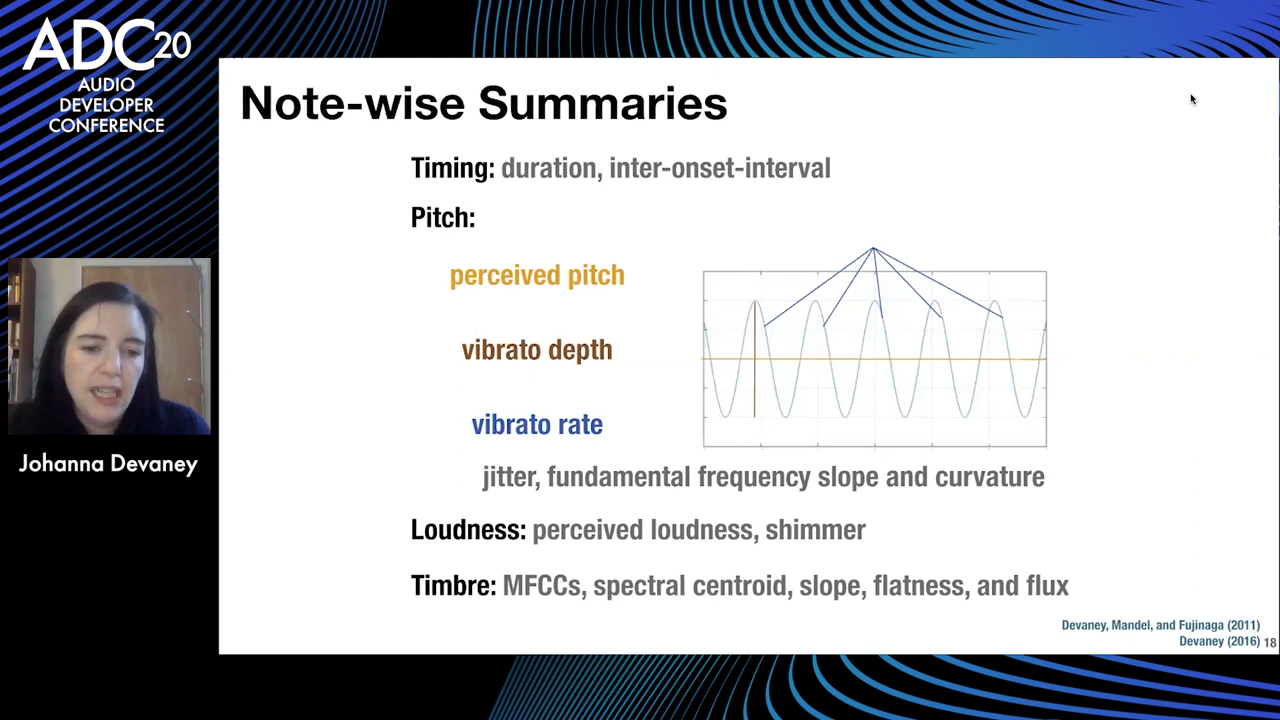 ADC20
AUDIO
DEVELOPER
CONFERENCE
Note-wise Summaries
Timing: duration, inter-onset-interval
Pitch:
perceived pitch
vibrato depth
vibrato rate
jitter, fundamental frequency slope and curvature
Loudness: perceived loudness, shimmer
Timbre: MFCCs, spectral centroid, slope, flatness, and flux
Johanna Devaney
Devaney, Mandel, and Fujinaga (2011)
Devaney (2016) 18